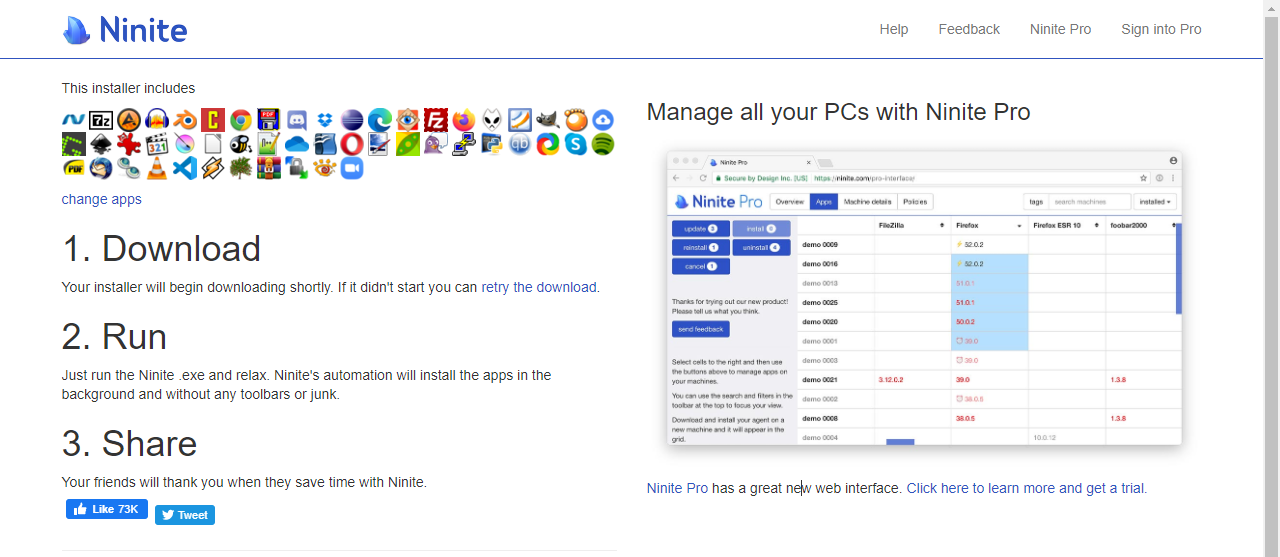 Ninite
Help Feedback Ninite Pro Sign into Pro
This installer includes
change apps
1. Download
Your installer will begin downloading shortly. If it didn't start you can retry the download.
2. Run
Just run the Ninite .exe and relax. Ninite's automation will install the apps in the
background and without any toolbars or junk.
3. Share
Your friends will thank you when they save time with Ninite.
Like 73K
Tweet
Manage all your PCs with Ninite Pro
Ninite Pro
Secure by Design Inc. [US] https://ninite.com/pro-interface/
Ninite Pro Overview Apps Machine details Policies tags search machines installed
update 2 install 0
reinstall 3 uninstall 4
cancel 1
Thanks for trying out our new product!
Please tell us what you think.
send feedback
Select cells to the right and then use
the buttons above to manage apps on
your machines.
You can use the search and filters in the
toolbar at the top to focus your view.
Download and install your agent on a
new machine and it will appear in the
grid.
FileZilla Firefox Firefox ESR 10 foobar2000
demo 0009 52.0.2
demo 0016 52.0.2
demo 0013 51.0.1
demo 0025 51.0.1
demo 0020 50.0.2
demo 0001 39.0
demo 0003 39.0
demo 0021 3.12.0.2 39.0 1.3.8
demo 0002 38.0.5
demo 0008 38.0.5 1.3.8
demo 0004 10.0.12
Ninite Pro has a great new web interface. Click here to learn more and get a trial.